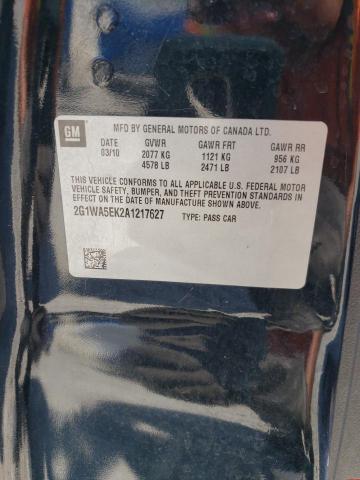 GM
MFD BY GENERAL MOTORS OF CANADA LTD.
DATE GVWR GAWR FRT GAWR RR
03/10 2077 KG 1121 KG 956 KG
4578 LB 2471 LB 2107 LB
THIS VEHICLE CONFORMS TO ALL APPLICABLE U.S. FEDERAL MOTOR
VEHICLE SAFETY, BUMPER, AND THEFT PREVENTION STANDARDS IN
EFFECT ON THE DATE OF MANUFACTURE SHOWN ABOVE.
2G1WA5EK2A1217627 TYPE: PASS CAR